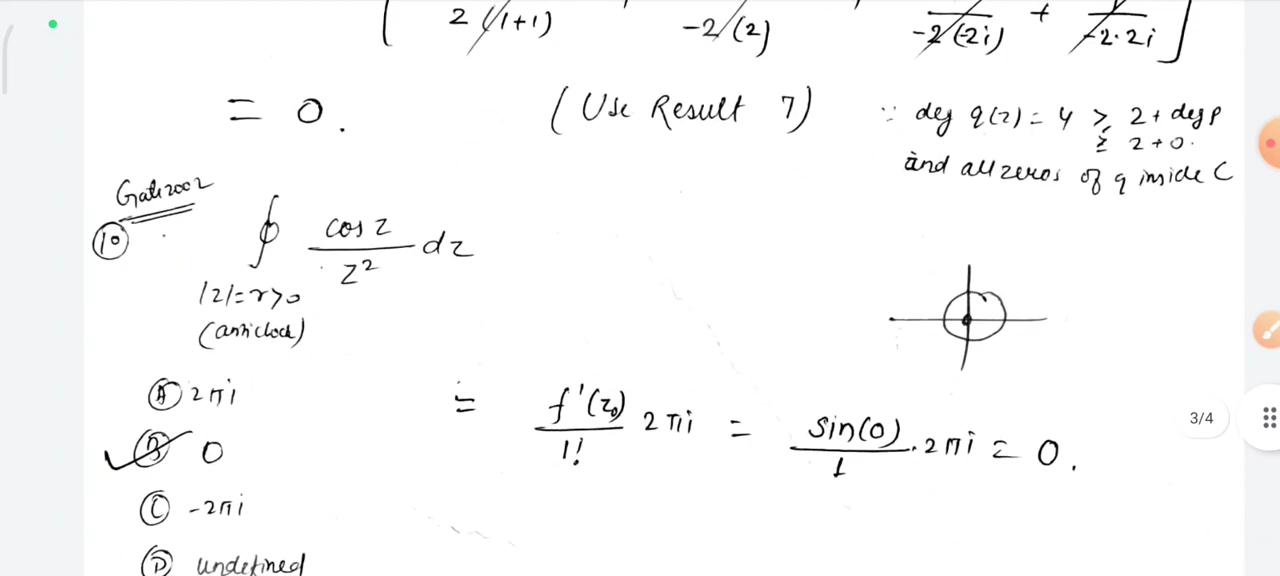 2 (1+1) -2/(2) -2(-2i) + -2·2i ]
= 0. (Use Result 7) ∵ deg q(z) = 4 ≥ 2 + deg p
≥ 2 + 0.
and all zeros of q inside C
Gate 2002
(10) ∮ cos z / z² dz
|z| = r > 0
(anticlock)
(A) 2πi
= f'(z₀)/1! 2πi = sin(0)/1 · 2πi = 0.
(B) 0
(C) -2πi
(D) undefined
3/4